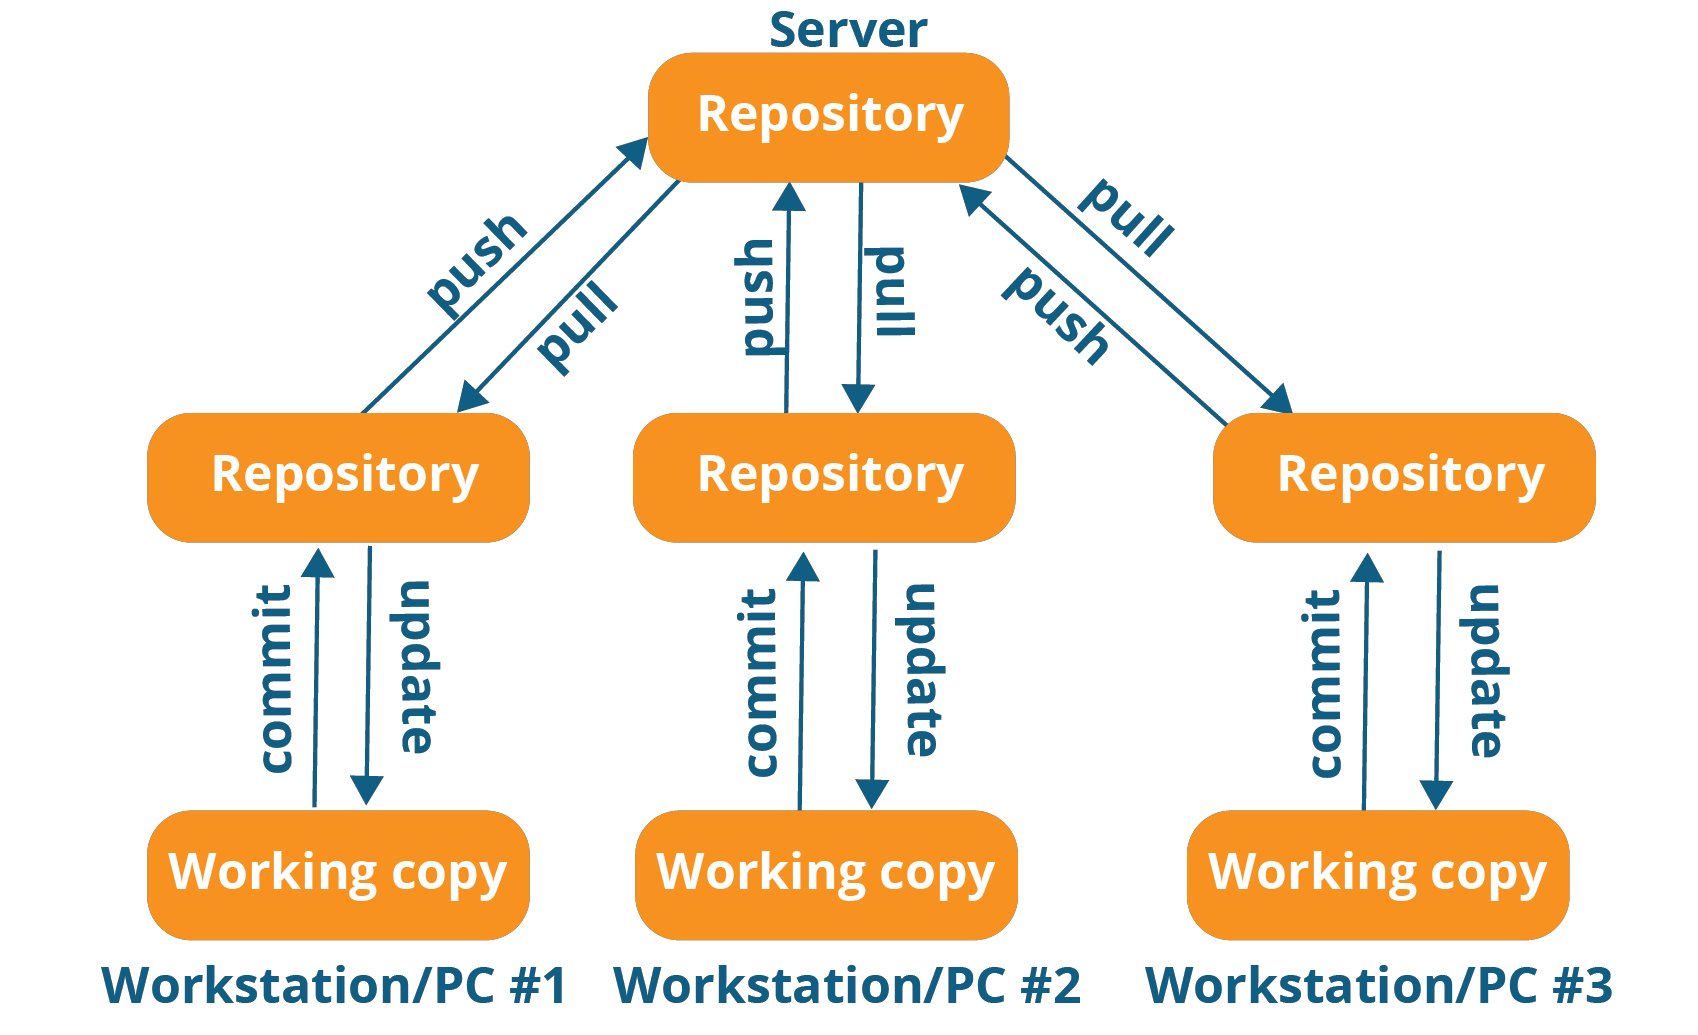 Server
Repository
push
pull
push
pull
push
pull
Repository
Repository
Repository
commit
update
commit
update
commit
update
Working copy
Working copy
Working copy
Workstation/PC #1
Workstation/PC #2
Workstation/PC #3